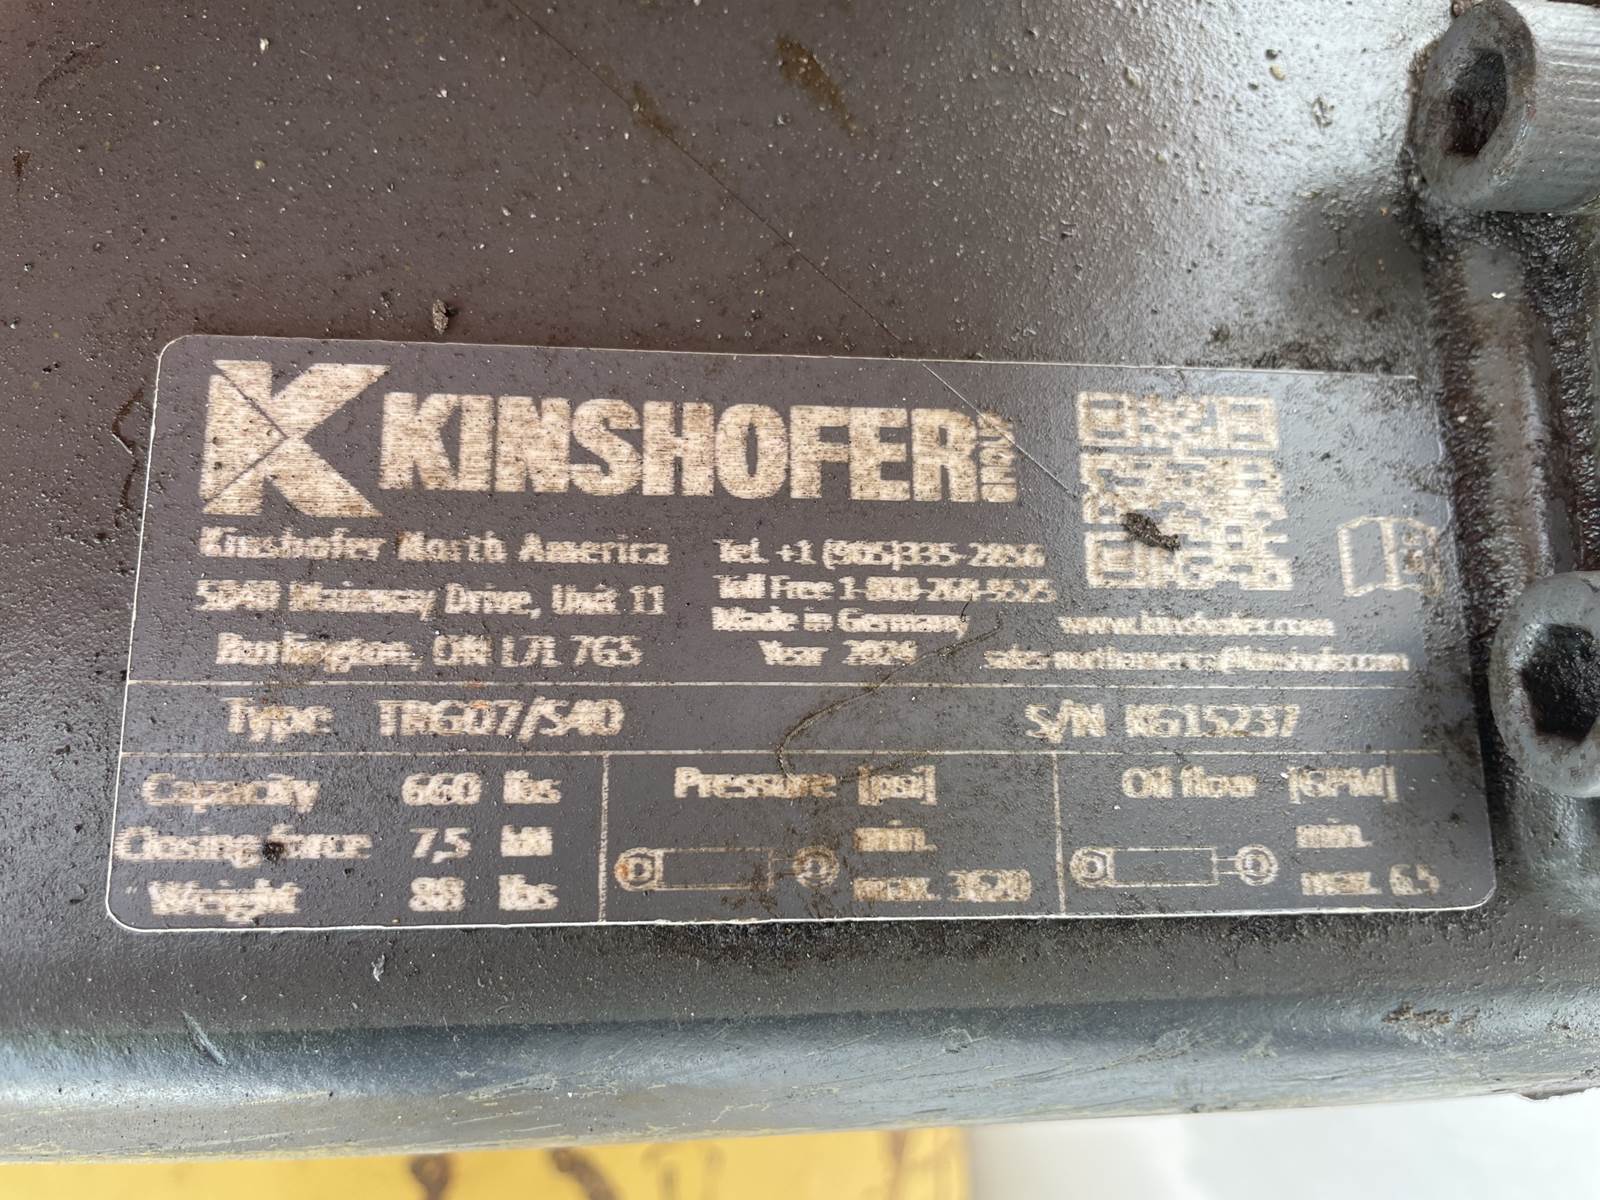 K KINSHOFER GROUP
Kinshofer North America
5040 Mainway Drive, Unit 11
Burlington, ON L7L 7G5
Tel. +1 (905)335-2856
Toll Free 1-800-268-9525
Made in Germany
Year
www.kinshofer.com
sales-northamerica@kinshofer.com
Type: TRG07/S40
S/N KG15237
Capacity 660 lbs
Closing force 7,5 kN
Weight 88 lbs
Pressure [psi]
min.
max. 3620
Oil flow [GPM]
min.
max. 6.5